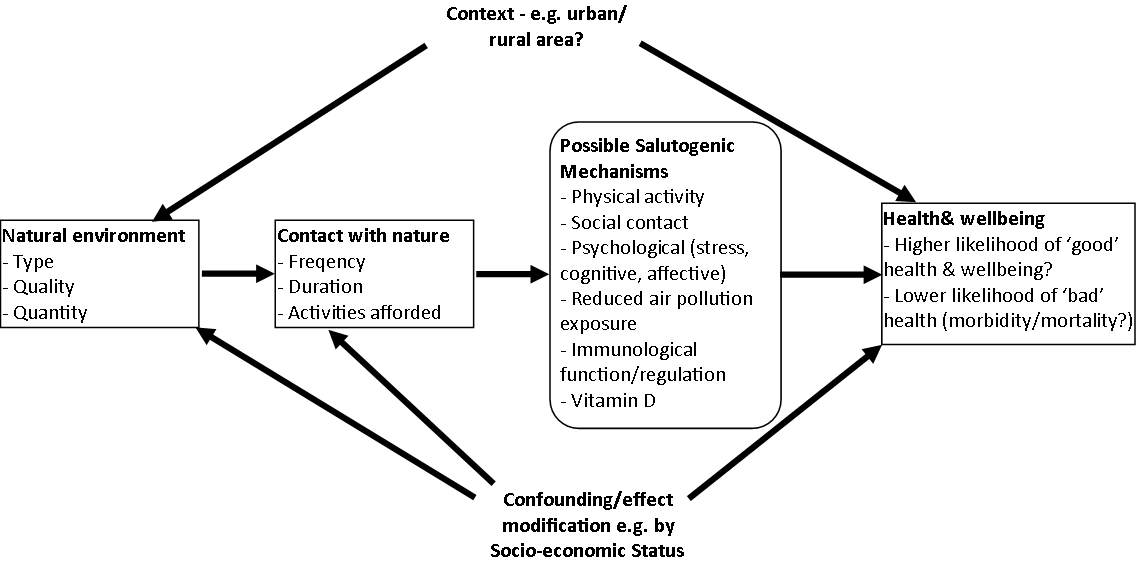 Context - e.g. urban/
rural area?
Natural environment
- Type
- Quality
- Quantity
Contact with nature
- Freqency
- Duration
- Activities afforded
Possible Salutogenic
Mechanisms
- Physical activity
- Social contact
- Psychological (stress,
cognitive, affective)
- Reduced air pollution
exposure
- Immunological
function/regulation
- Vitamin D
Health& wellbeing
- Higher likelihood of ‘good’
health & wellbeing?
- Lower likelihood of ‘bad’
health (morbidity/mortality?)
Confounding/effect
modification e.g. by
Socio-economic Status